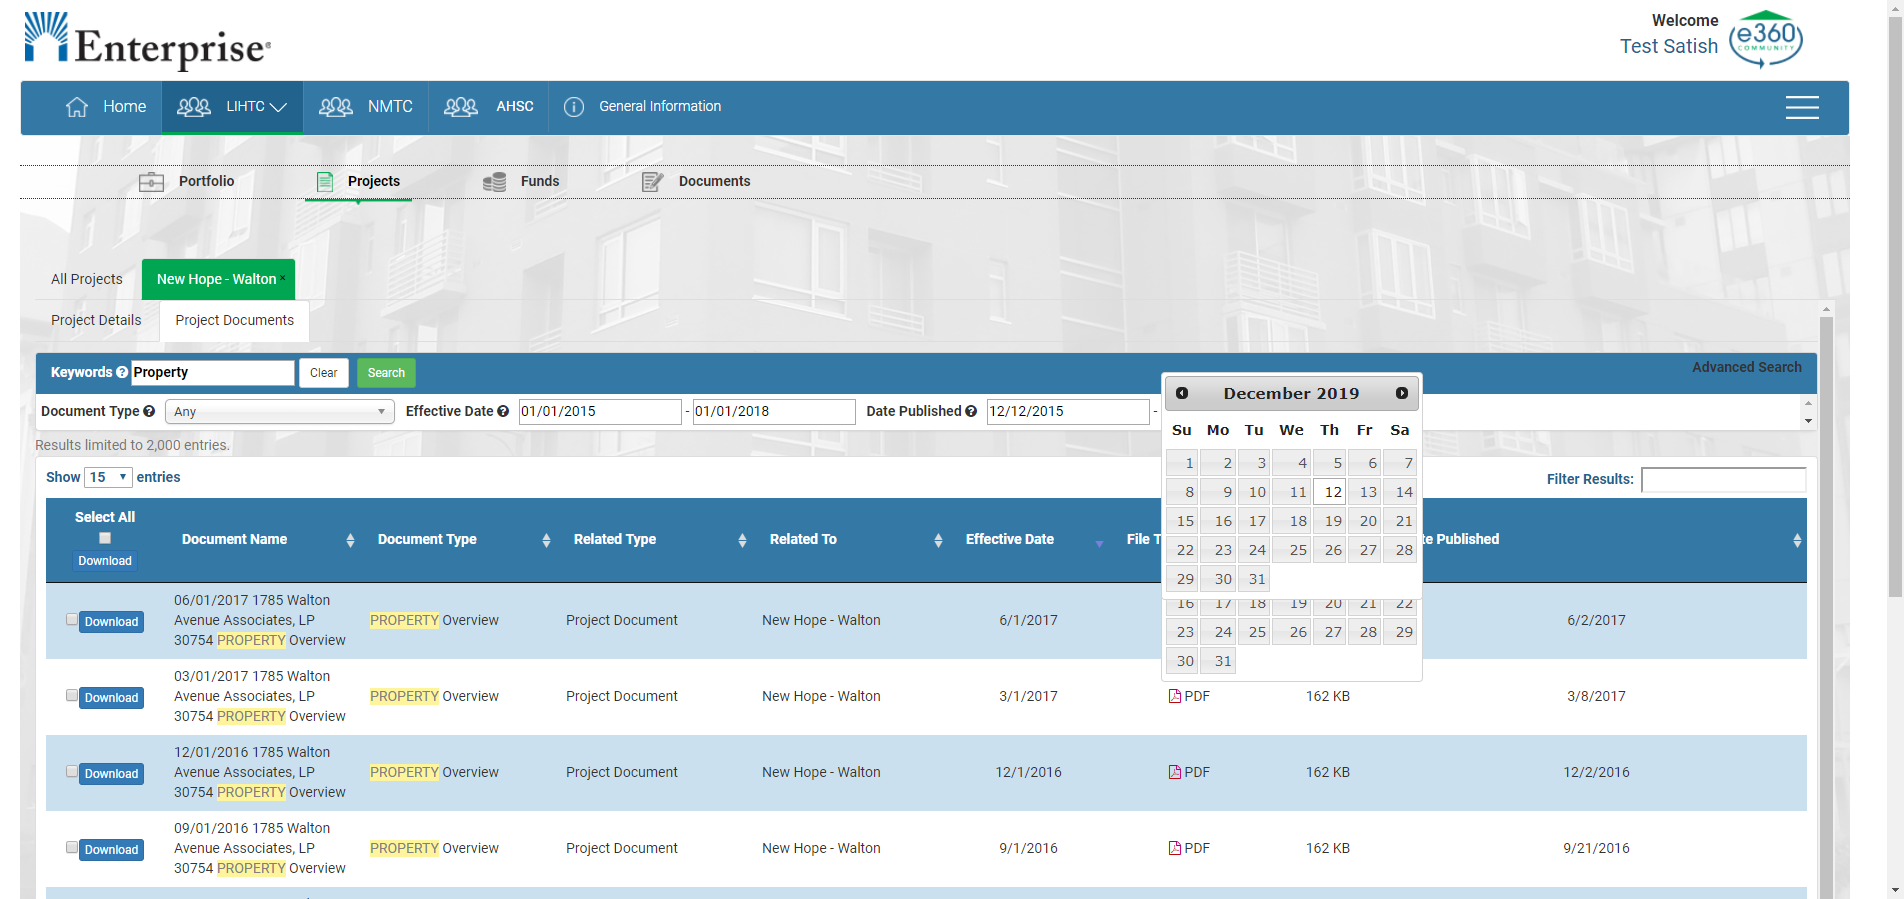 Enterprise®
Welcome
Test Satish
e360
COMMUNITY
Home LIHTC NMTC AHSC General Information
Portfolio Projects Funds Documents
All Projects New Hope - Walton ×
Project Details Project Documents
Keywords Property Clear Search Advanced Search
Document Type Any Effective Date 01/01/2015 - 01/01/2018 Date Published 12/12/2015 -
Results limited to 2,000 entries.
Show 15 entries Filter Results:
December 2019
Su Mo Tu We Th Fr Sa
1 2 3 4 5 6 7
8 9 10 11 12 13 14
15 16 17 18 19 20 21
22 23 24 25 26 27 28
29 30 31
16 17 18 19 20 21 22
23 24 25 26 27 28 29
30 31
Select All
Download
Document Name Document Type Related Type Related To Effective Date File T te Published
06/01/2017 1785 Walton
Avenue Associates, LP
30754 PROPERTY Overview
Download PROPERTY Overview Project Document New Hope - Walton 6/1/2017 6/2/2017
03/01/2017 1785 Walton
Avenue Associates, LP
30754 PROPERTY Overview
Download PROPERTY Overview Project Document New Hope - Walton 3/1/2017 PDF 162 KB 3/8/2017
12/01/2016 1785 Walton
Avenue Associates, LP
30754 PROPERTY Overview
Download PROPERTY Overview Project Document New Hope - Walton 12/1/2016 PDF 162 KB 12/2/2016
09/01/2016 1785 Walton
Avenue Associates, LP
30754 PROPERTY Overview
Download PROPERTY Overview Project Document New Hope - Walton 9/1/2016 PDF 162 KB 9/21/2016